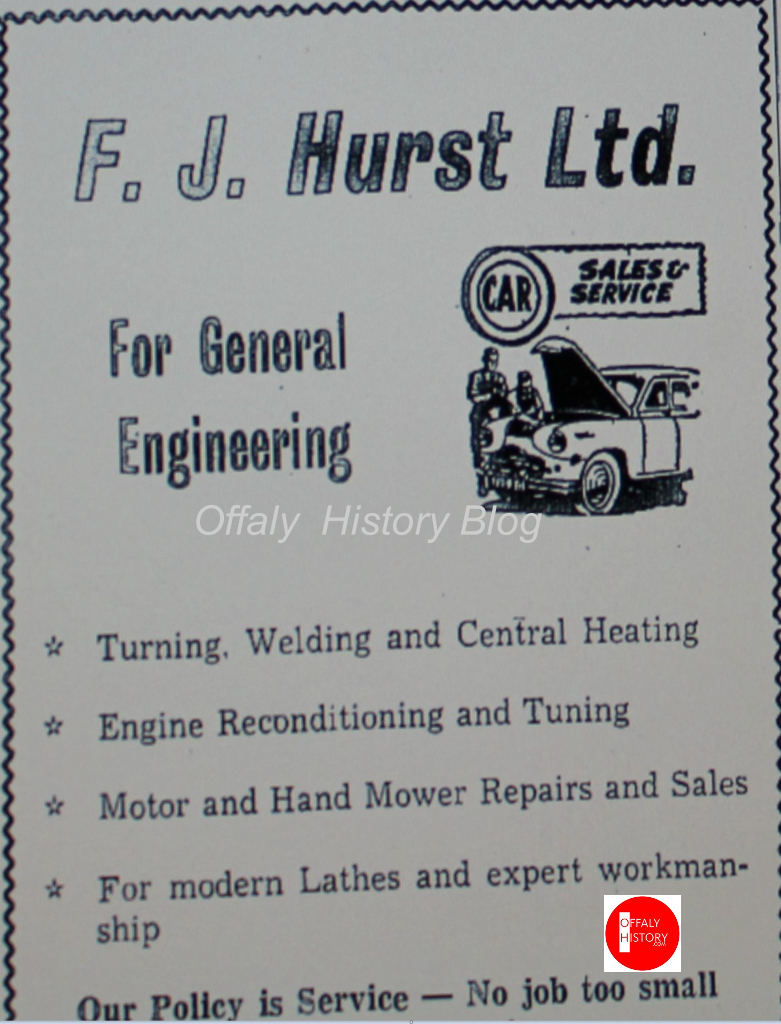 F. J. Hurst Ltd.
CAR
SALES &
SERVICE
For General
Engineering
Offaly History Blog
☆ Turning, Welding and Central Heating
☆ Engine Reconditioning and Tuning
☆ Motor and Hand Mower Repairs and Sales
☆ For modern Lathes and expert workman-
ship
OFFALY
HISTORY
.COM
Our Policy is Service — No job too small